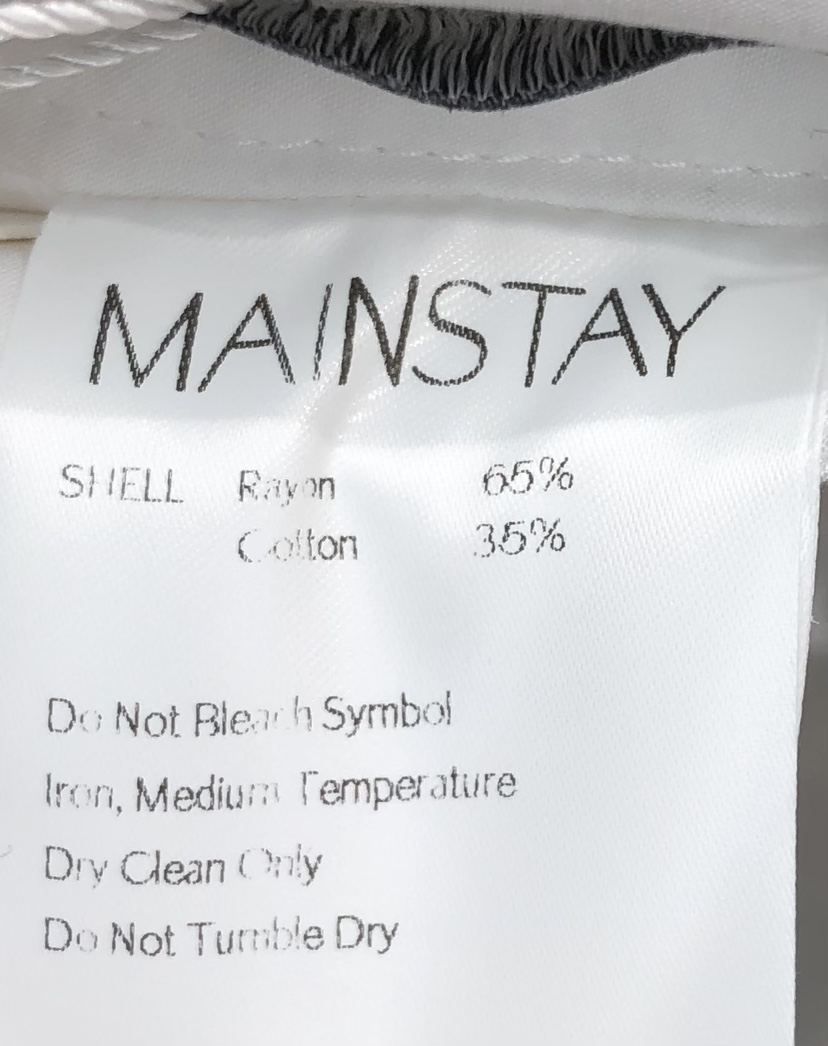 MAINSTAY
SHELL Rayon 65%
Cotton 35%
Do Not Bleach Symbol
Iron, Medium Temperature
Dry Clean Only
Do Not Tumble Dry